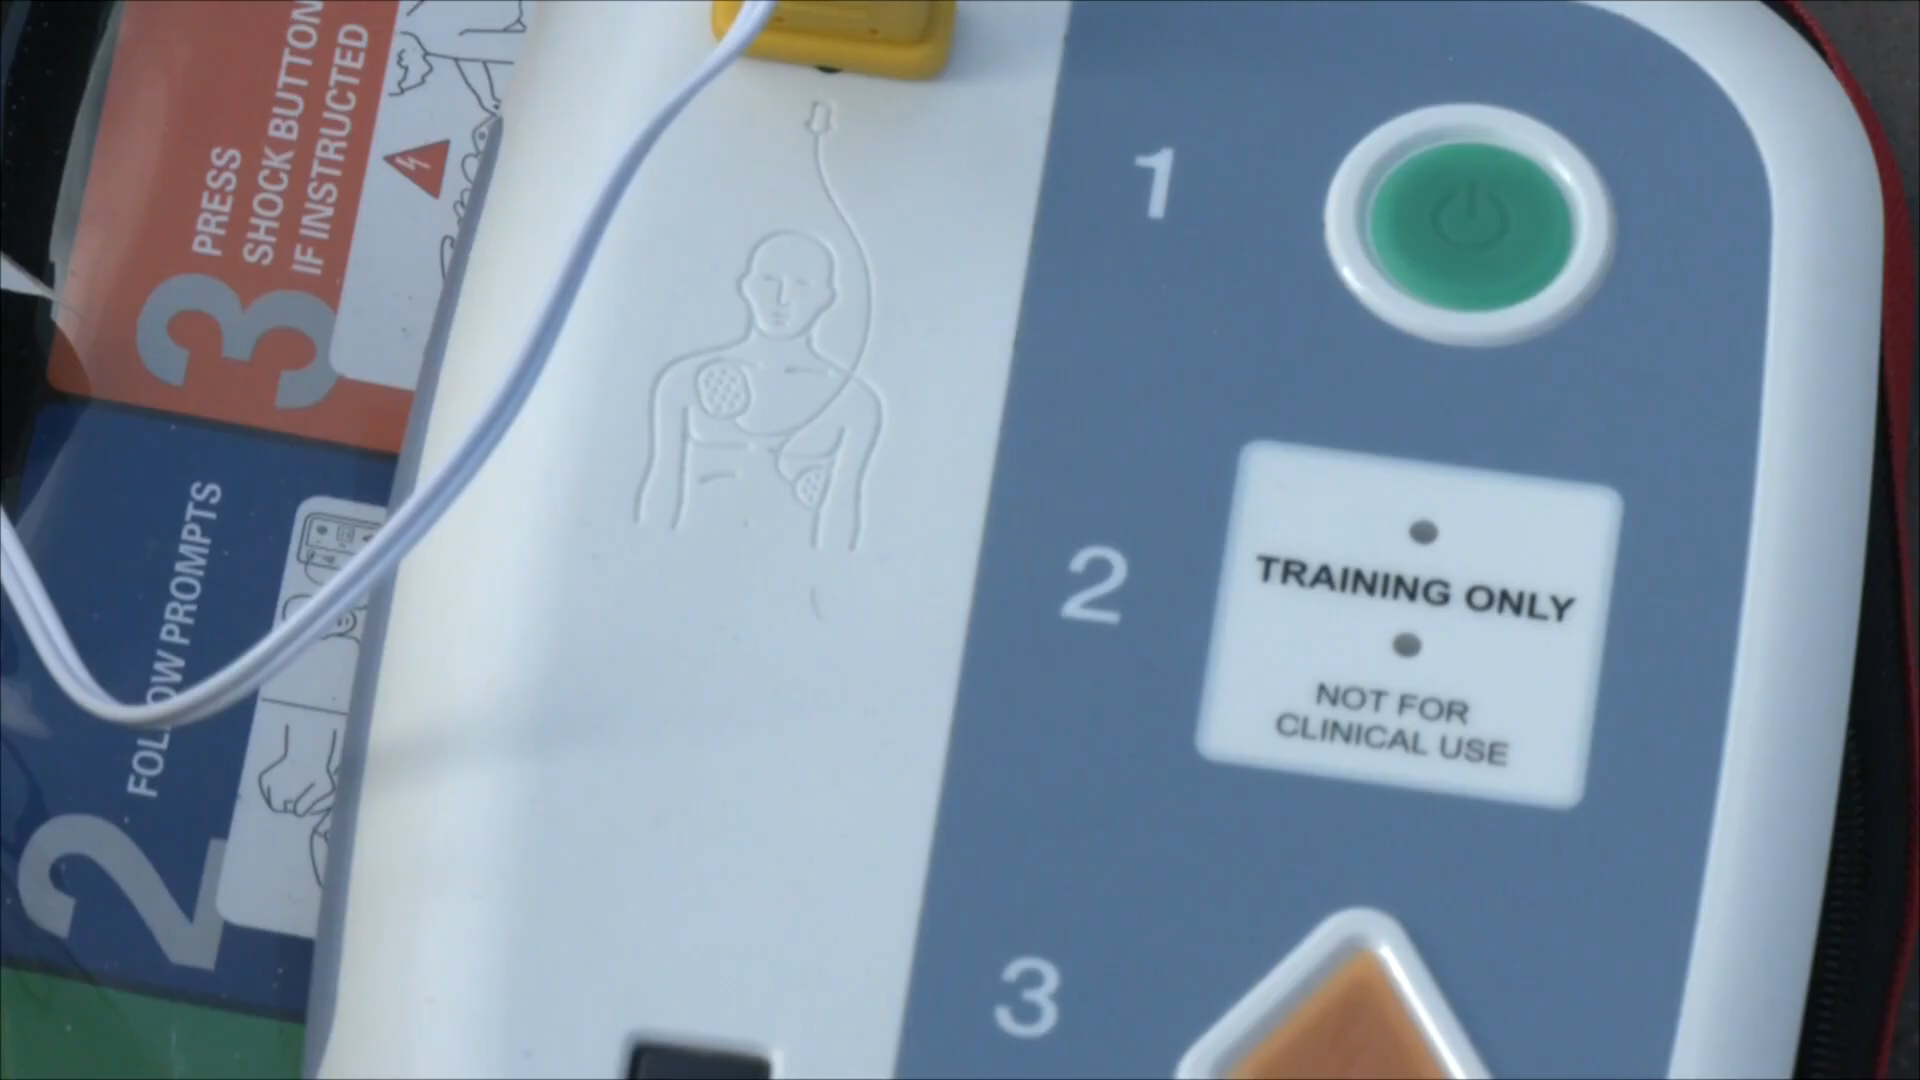 3
PRESS
SHOCK BUTTON
IF INSTRUCTED
2
FOLLOW PROMPTS
1
2
TRAINING ONLY
NOT FOR
CLINICAL USE
3